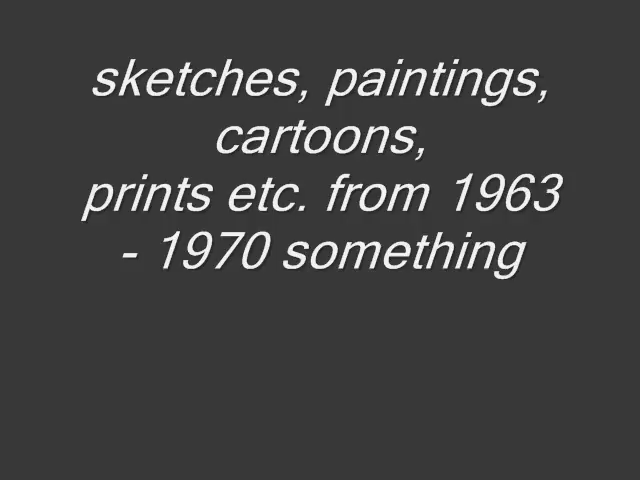 sketches, paintings,
cartoons,
prints etc. from 1963
- 1970 something